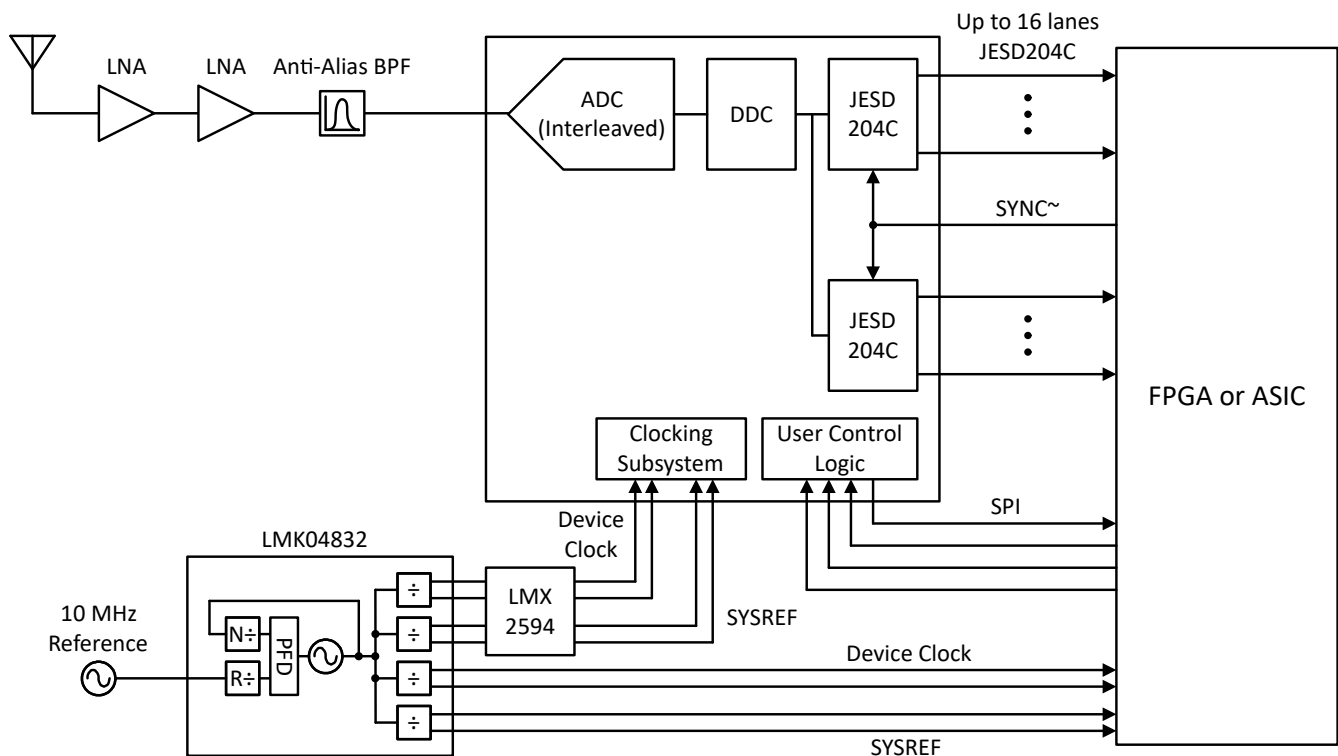 Up to 16 lanes
JESD204C
LNA
LNA
Anti-Alias BPF
ADC
(Interleaved)
DDC
JESD
204C
SYNC~
JESD
204C
FPGA or ASIC
Clocking
Subsystem
User Control
Logic
SPI
Device
Clock
LMK04832
10 MHz
Reference
N÷
R÷
PFD
÷
÷
÷
÷
LMX
2594
SYSREF
Device Clock
SYSREF